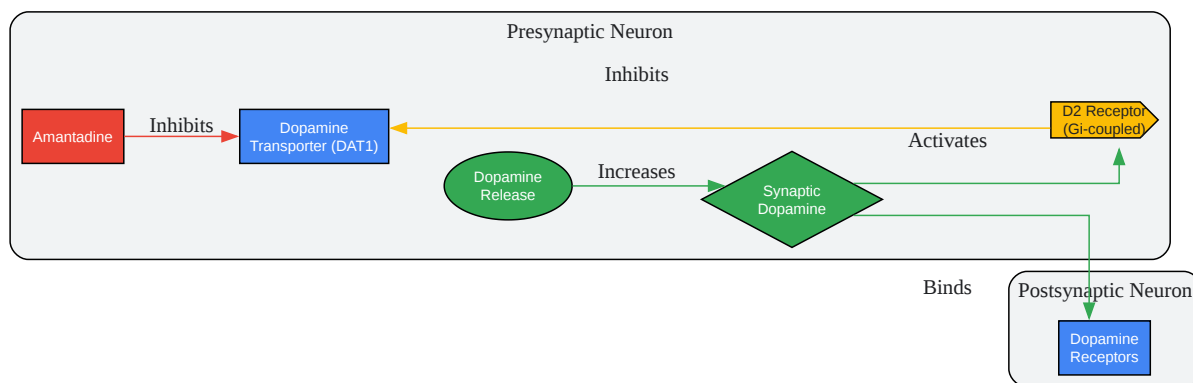 Presynaptic Neuron
Inhibits
Amantadine
Inhibits
Dopamine
Transporter (DAT1)
D2 Receptor
(Gi-coupled)
Activates
Dopamine
Release
Increases
Synaptic
Dopamine
Binds
Postsynaptic Neuron
Dopamine
Receptors